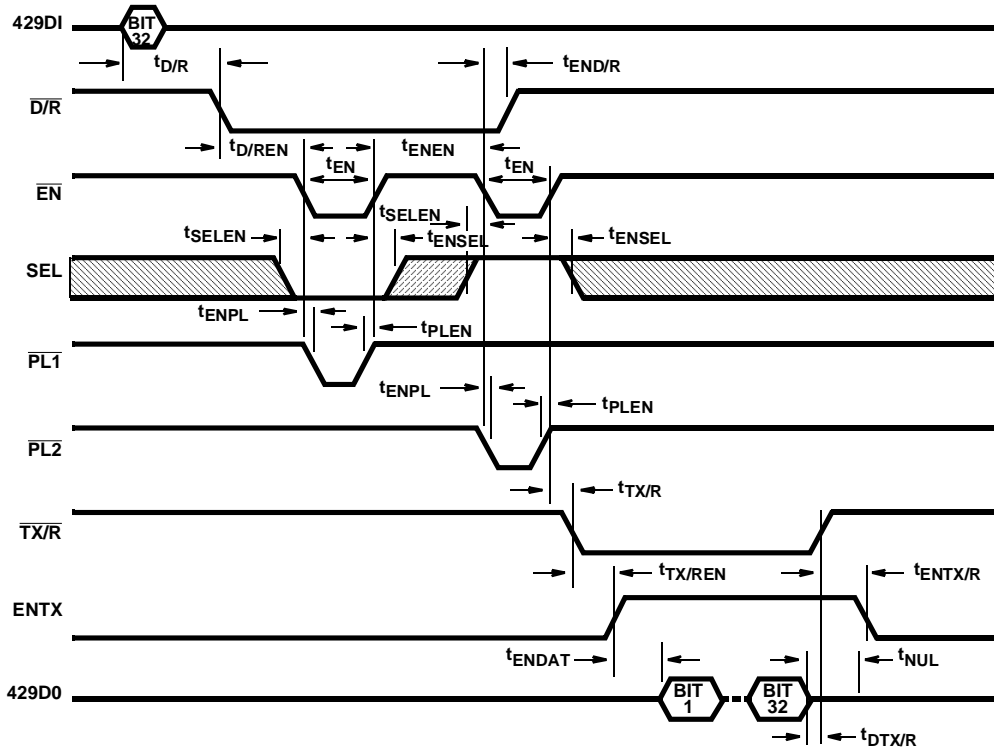 429DI
BIT
32
tD/R
tEND/R
D/R
tD/REN
tEN
tENEN
tEN
EN
tSELEN
tSELEN
tENSEL
tENSEL
SEL
tENPL
tPLEN
PL1
tENPL
tPLEN
PL2
tTX/R
TX/R
tTX/REN
tENTX/R
ENTX
tENDAT
tNUL
429D0
BIT
1
BIT
32
tDTX/R